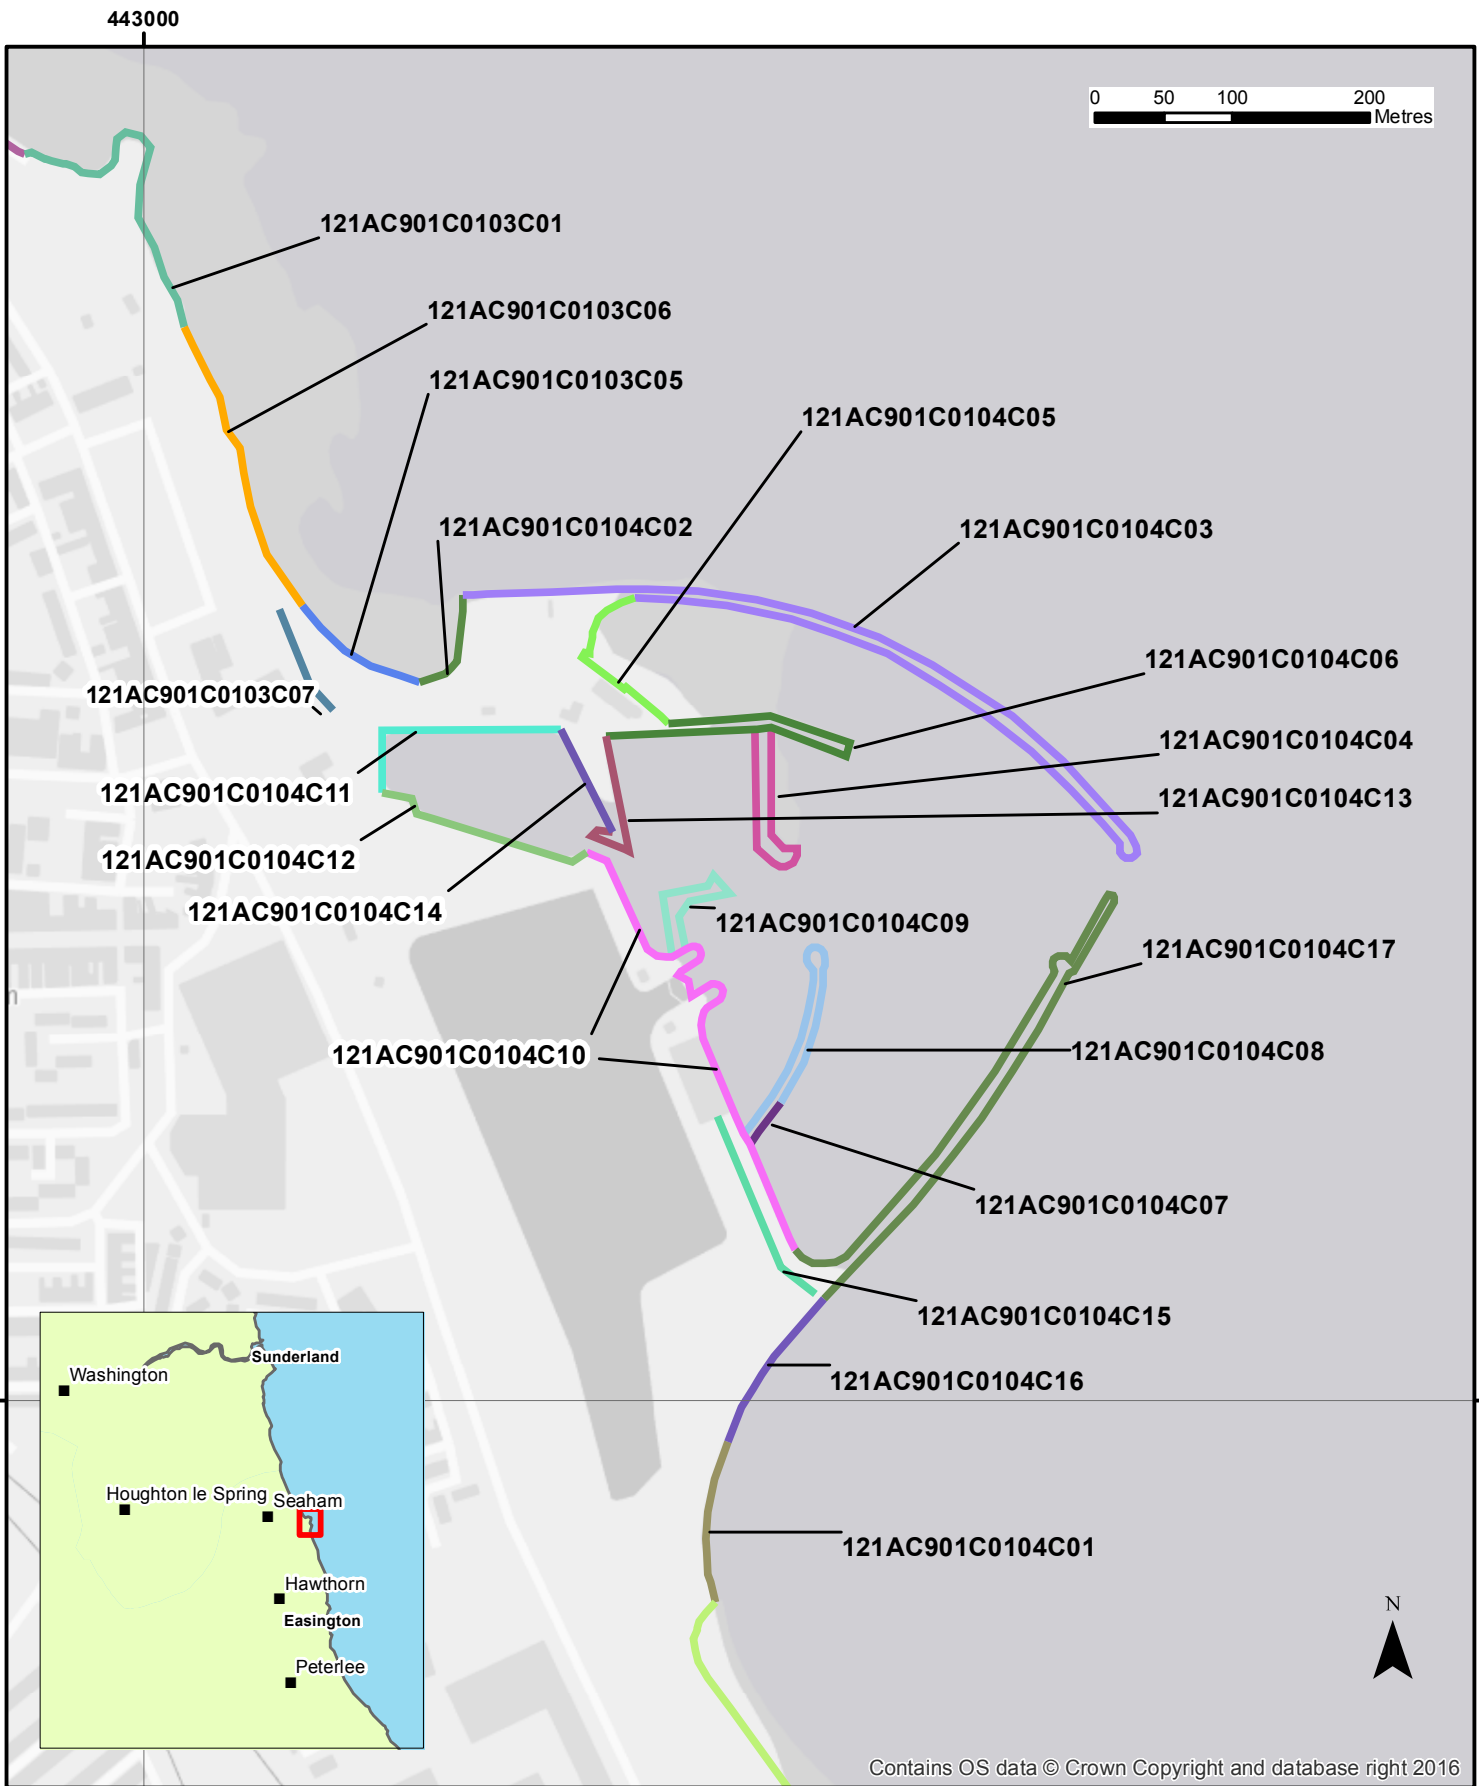 443000
0 50 100 200
Metres
121AC901C0103C01
121AC901C0103C06
121AC901C0103C05
121AC901C0104C05
121AC901C0104C02
121AC901C0104C03
121AC901C0104C06
121AC901C0103C07
121AC901C0104C04
121AC901C0104C11
121AC901C0104C13
121AC901C0104C12
121AC901C0104C14
121AC901C0104C09
121AC901C0104C17
121AC901C0104C10
121AC901C0104C08
121AC901C0104C07
121AC901C0104C15
121AC901C0104C16
121AC901C0104C01
Sunderland
Washington
Houghton le Spring
Seaham
Hawthorn
Easington
Peterlee
N
Contains OS data © Crown Copyright and database right 2016